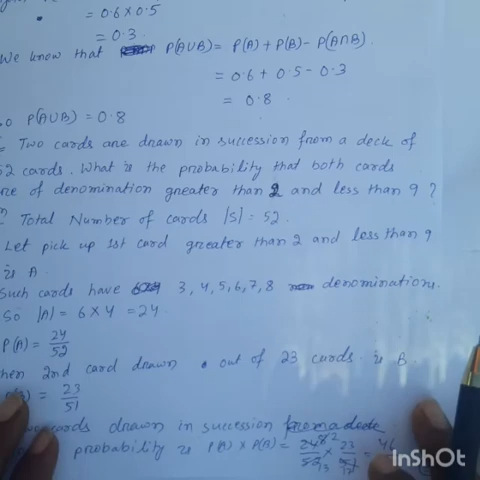 = 0.6 x 0.5
= 0.3
We know that P(A∪B) = P(A) + P(B) - P(A∩B).
= 0.6 + 0.5 - 0.3
= 0.8
P(A∪B) = 0.8
Two cards are drawn in succession from a deck of
52 cards. What is the probability that both cards
are of denomination greater than 2 and less than 9 ?
Total Number of cards |S| = 52.
Let pick up 1st card greater than 2 and less than 9
is A.
Such cards have 3, 4, 5, 6, 7, 8 denominations.
So |A| = 6 x 4 = 24
P(A) = 24/52
2nd card drawn out of 23 cards is B.
= 23/51
cards drawn in succession from a deck
probability is P(A) x P(B) = 24/52 x 23/51 = 46
InShOt